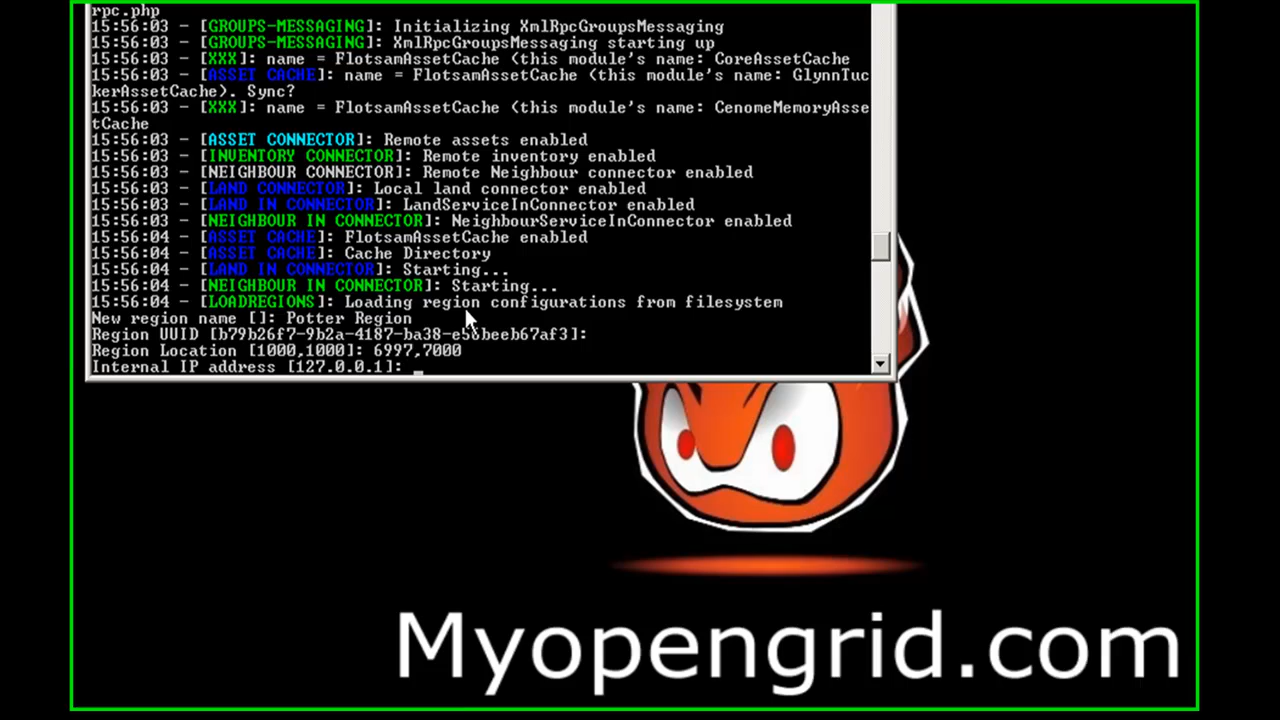 rpc.php
15:56:03 - [GROUPS-MESSAGING]: Initializing XmlRpcGroupsMessaging
15:56:03 - [GROUPS-MESSAGING]: XmlRpcGroupsMessaging starting up
15:56:03 - [XXX]: name = FlotsamAssetCache (this module's name: CoreAssetCache
15:56:03 - [ASSET CACHE]: name = FlotsamAssetCache (this module's name: GlynnTuc
kerAssetCache). Sync?
15:56:03 - [XXX]: name = FlotsamAssetCache (this module's name: CenomeMemoryAsse
tCache
15:56:03 - [ASSET CONNECTOR]: Remote assets enabled
15:56:03 - [INVENTORY CONNECTOR]: Remote inventory enabled
15:56:03 - [NEIGHBOUR CONNECTOR]: Remote Neighbour connector enabled
15:56:03 - [LAND CONNECTOR]: Local land connector enabled
15:56:03 - [LAND IN CONNECTOR]: LandServiceInConnector enabled
15:56:03 - [NEIGHBOUR IN CONNECTOR]: NeighbourServiceInConnector enabled
15:56:04 - [ASSET CACHE]: FlotsamAssetCache enabled
15:56:04 - [ASSET CACHE]: Cache Directory
15:56:04 - [LAND IN CONNECTOR]: Starting...
15:56:04 - [NEIGHBOUR IN CONNECTOR]: Starting...
15:56:04 - [LOADREGIONS]: Loading region configurations from filesystem
New region name []: Potter Region
Region UUID [b79b26f7-9b2a-4187-ba38-e56beeb67af3]:
Region Location [1000,1000]: 6997,7000
Internal IP address [127.0.0.1]: _
Myopengrid.com